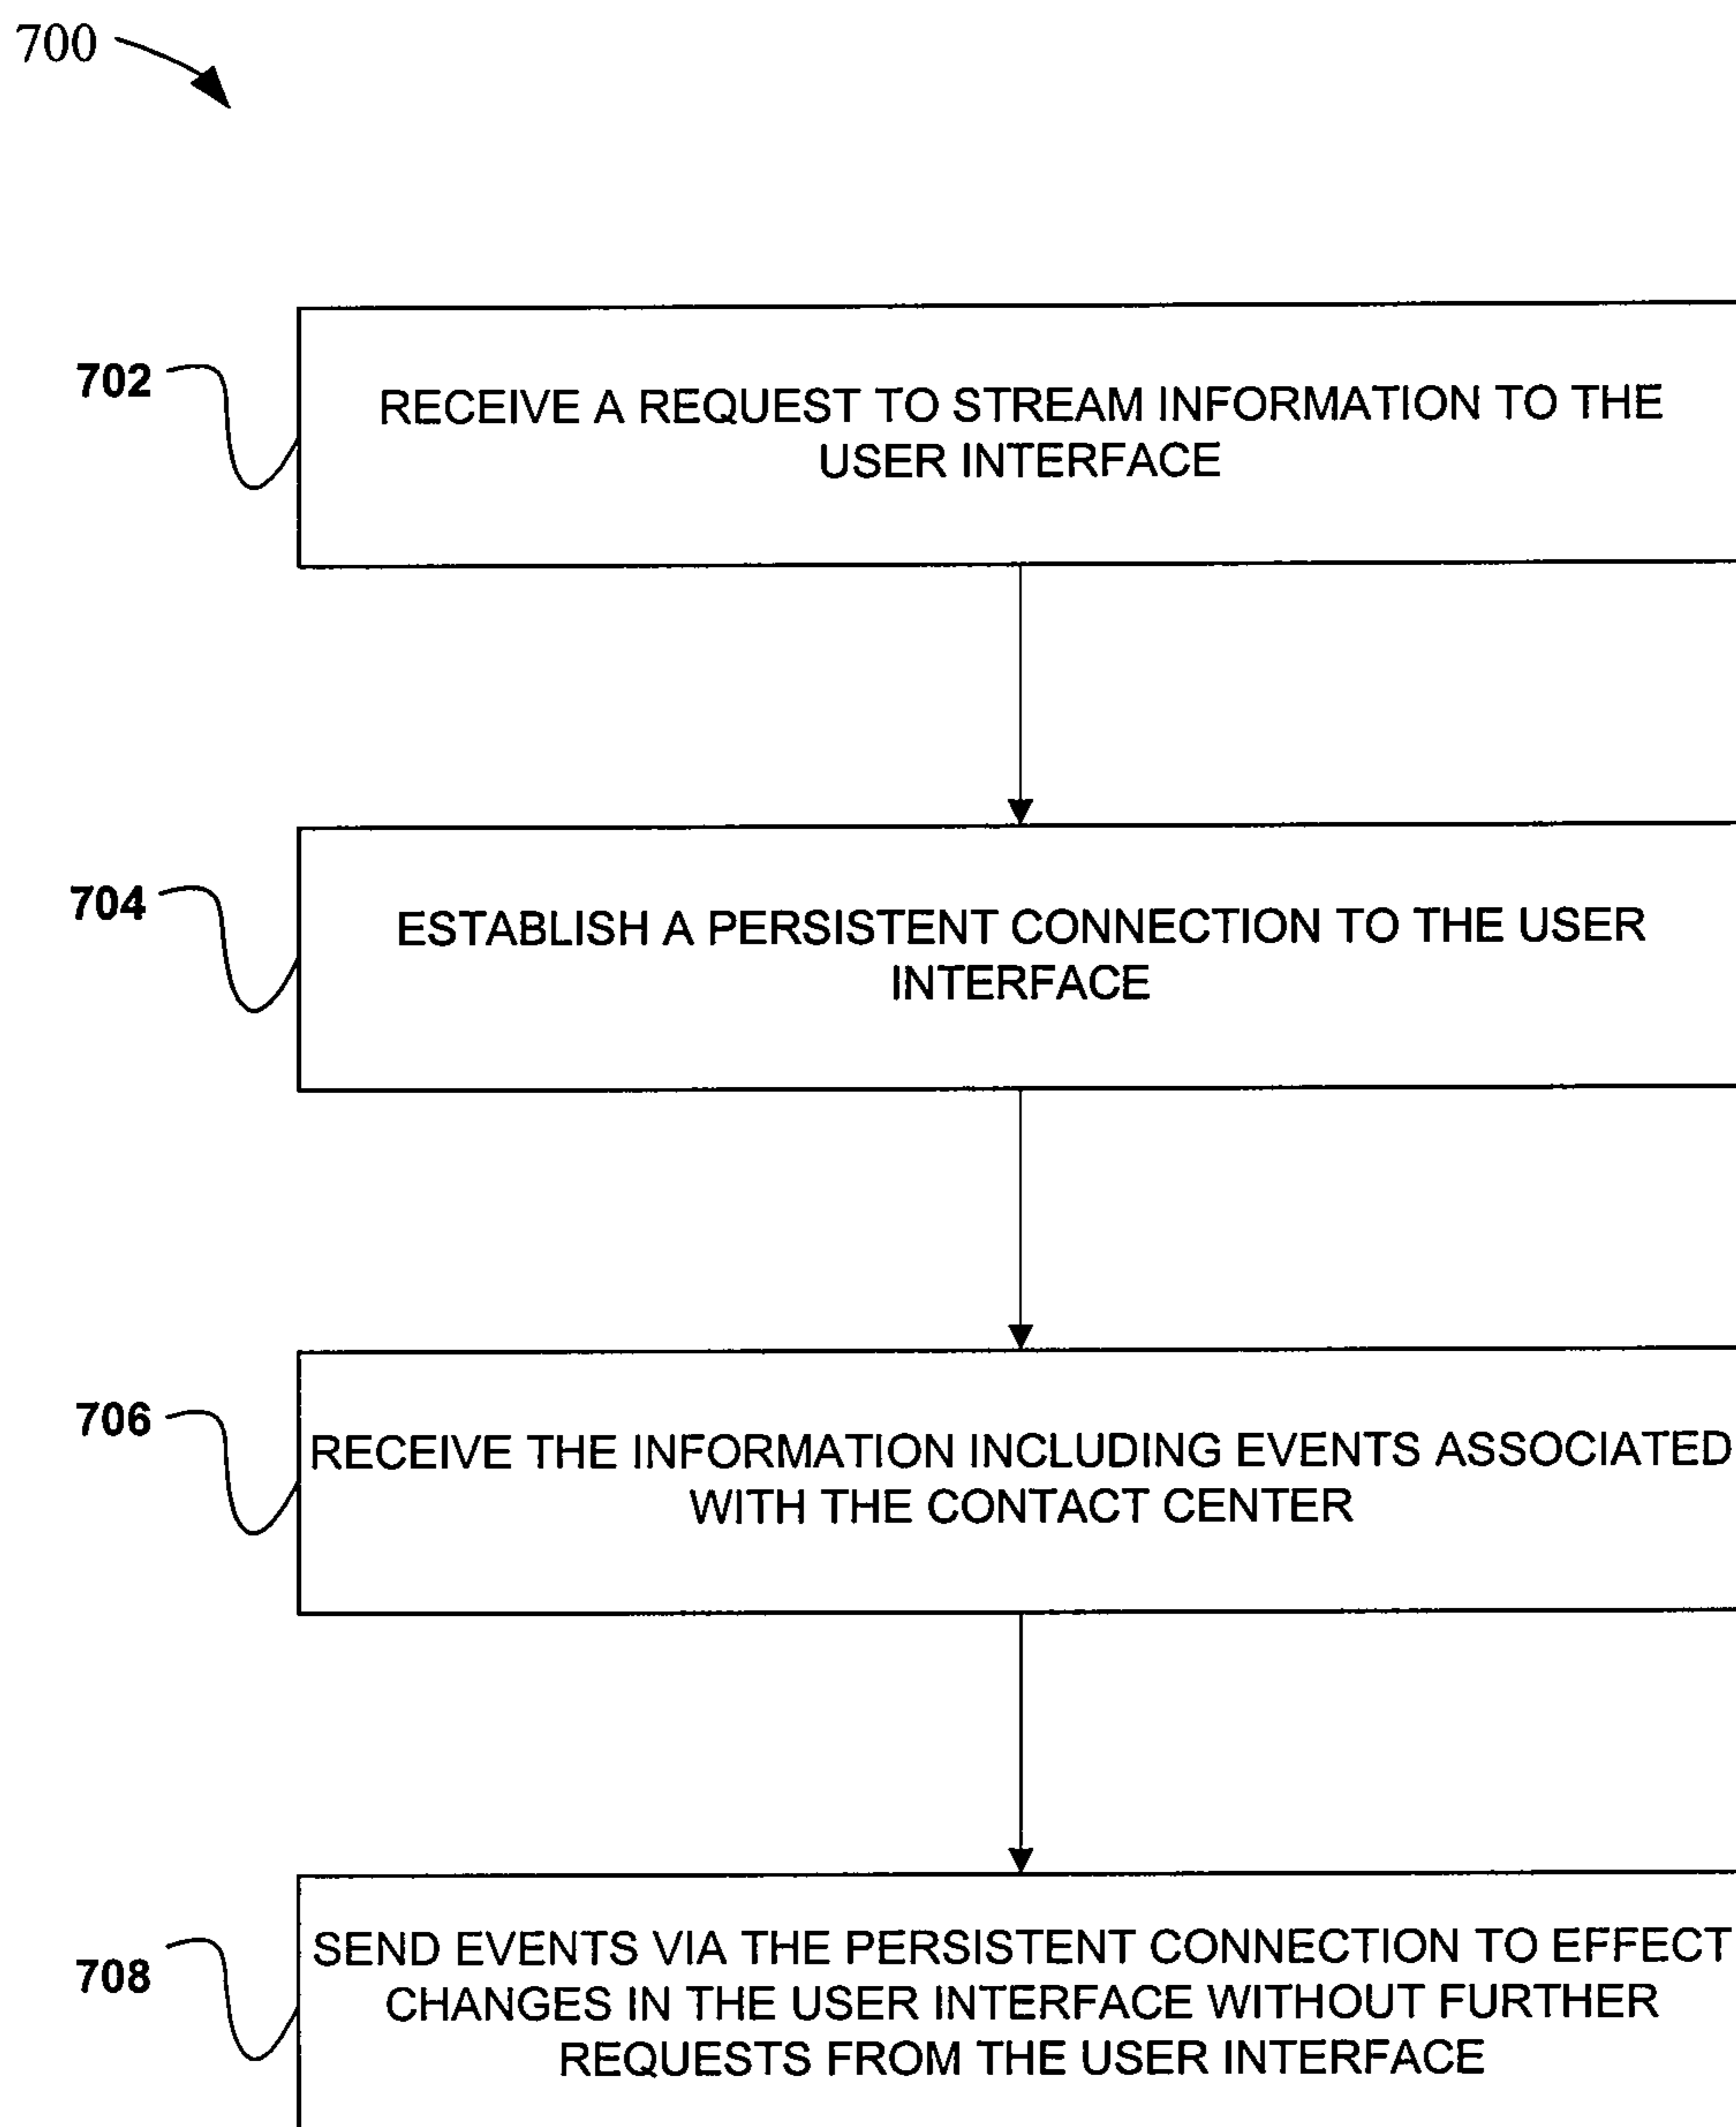 700
702
RECEIVE A REQUEST TO STREAM INFORMATION TO THE
USER INTERFACE
704
ESTABLISH A PERSISTENT CONNECTION TO THE USER
INTERFACE
706
RECEIVE THE INFORMATION INCLUDING EVENTS ASSOCIATED
WITH THE CONTACT CENTER
708
SEND EVENTS VIA THE PERSISTENT CONNECTION TO EFFECT
CHANGES IN THE USER INTERFACE WITHOUT FURTHER
REQUESTS FROM THE USER INTERFACE